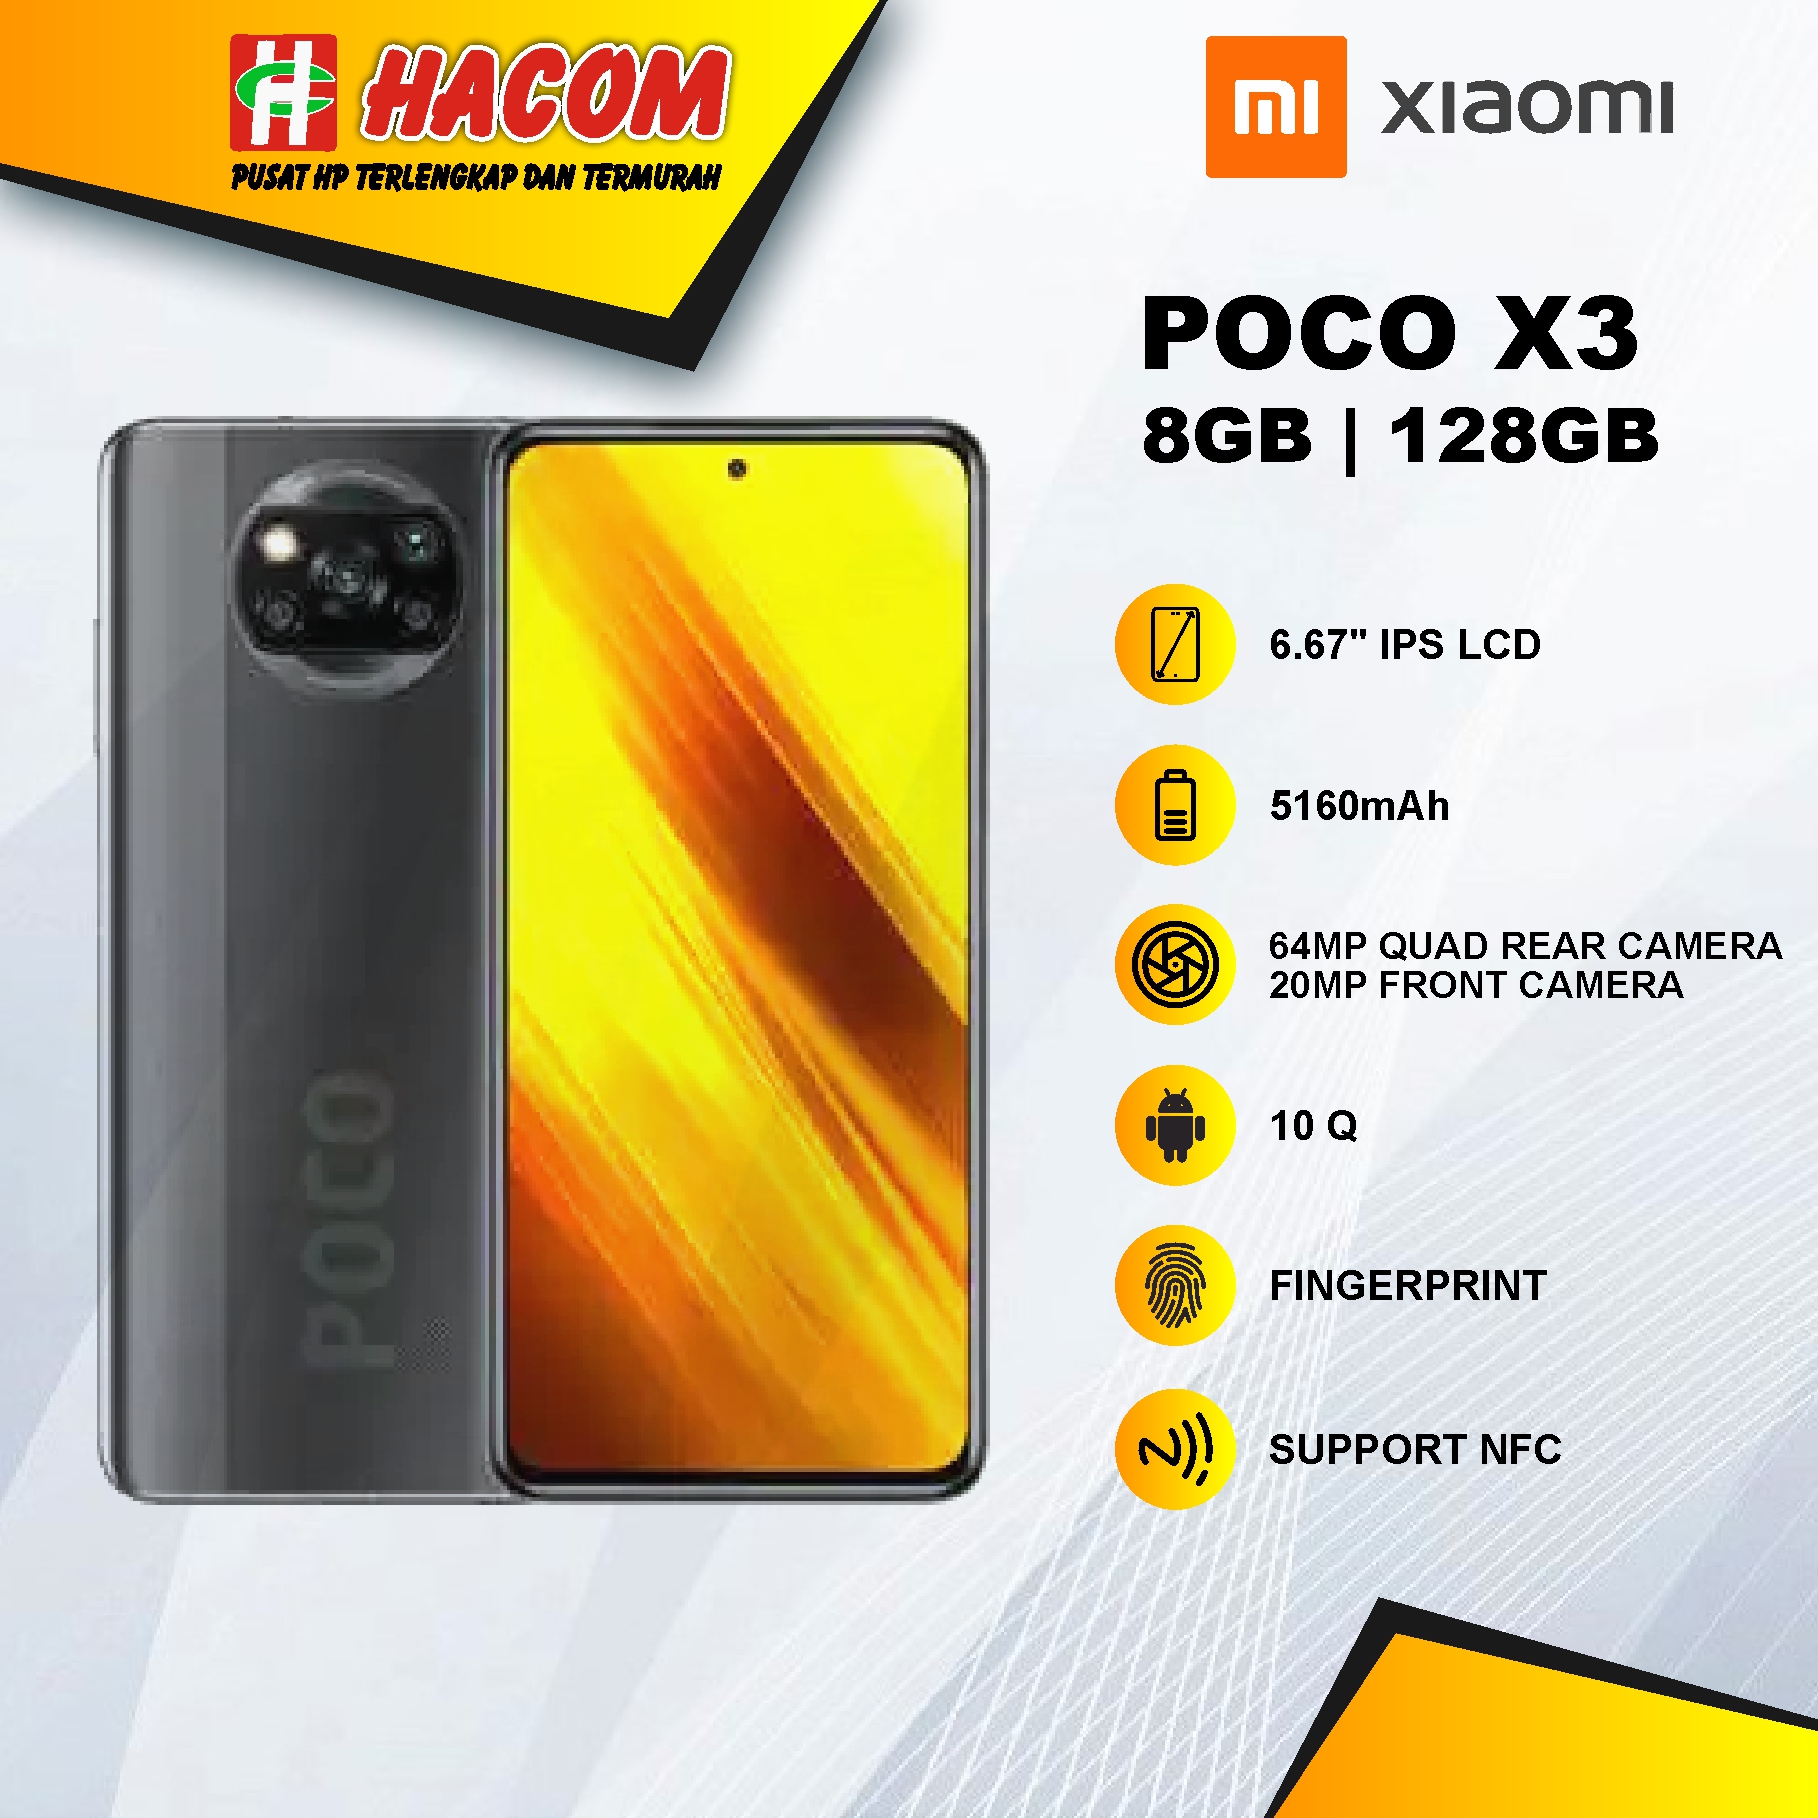 HACOM
PUSAT HP TERLENGKAP DAN TERMURAH
mi xiaomi
POCO X3
8GB | 128GB
6.67" IPS LCD
5160mAh
64MP QUAD REAR CAMERA
20MP FRONT CAMERA
10 Q
FINGERPRINT
SUPPORT NFC
POCO